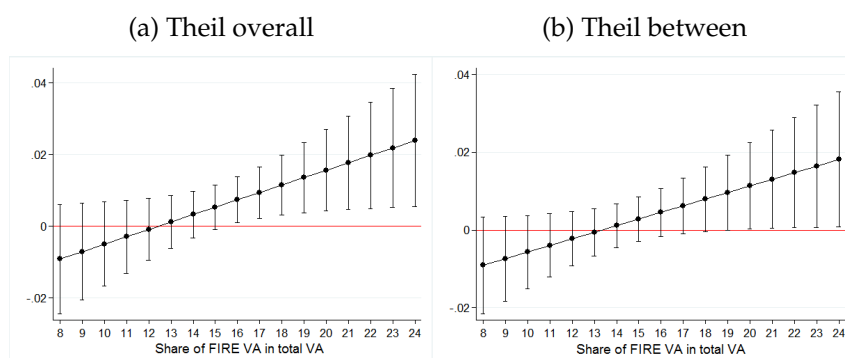 (a) Theil overall
(b) Theil between
.04
.02
0
-.02
8 9 10 11 12 13 14 15 16 17 18 19 20 21 22 23 24
Share of FIRE VA in total VA
.04
.02
0
-.02
8 9 10 11 12 13 14 15 16 17 18 19 20 21 22 23 24
Share of FIRE VA in total VA